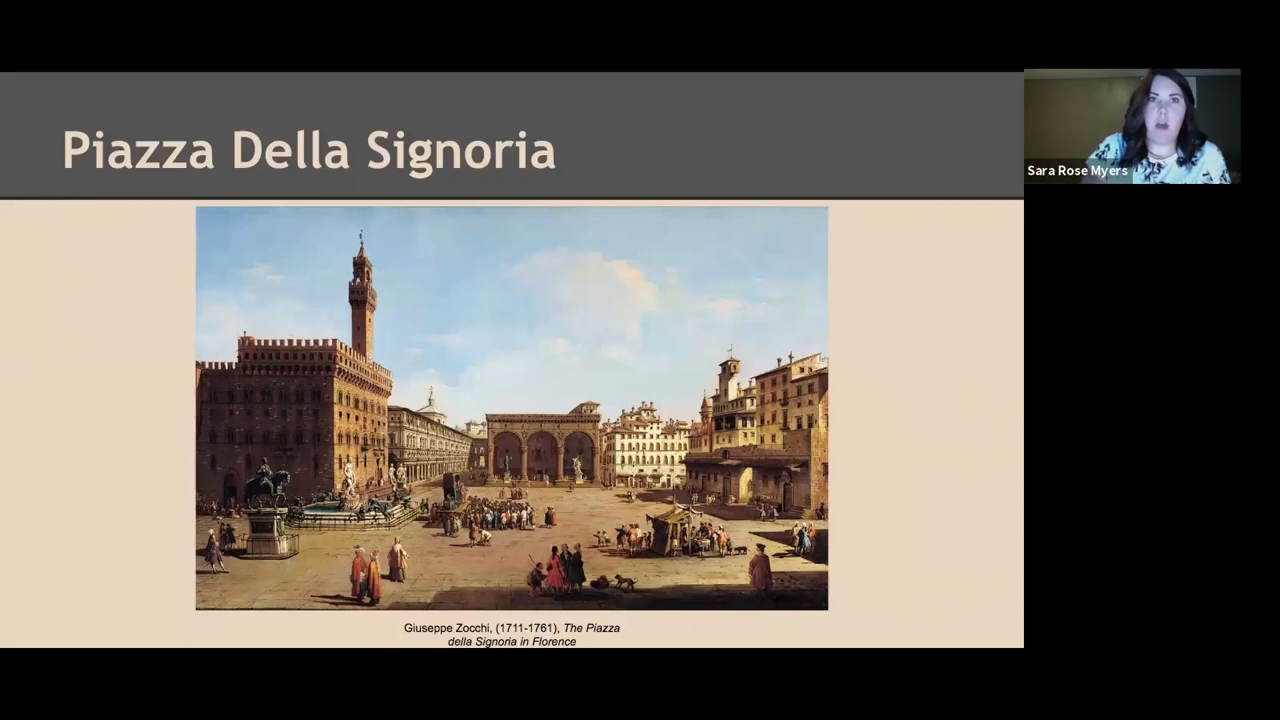 Piazza Della Signoria
Sara Rose Myers
Giuseppe Zocchi, (1711-1761), The Piazza
della Signoria in Florence